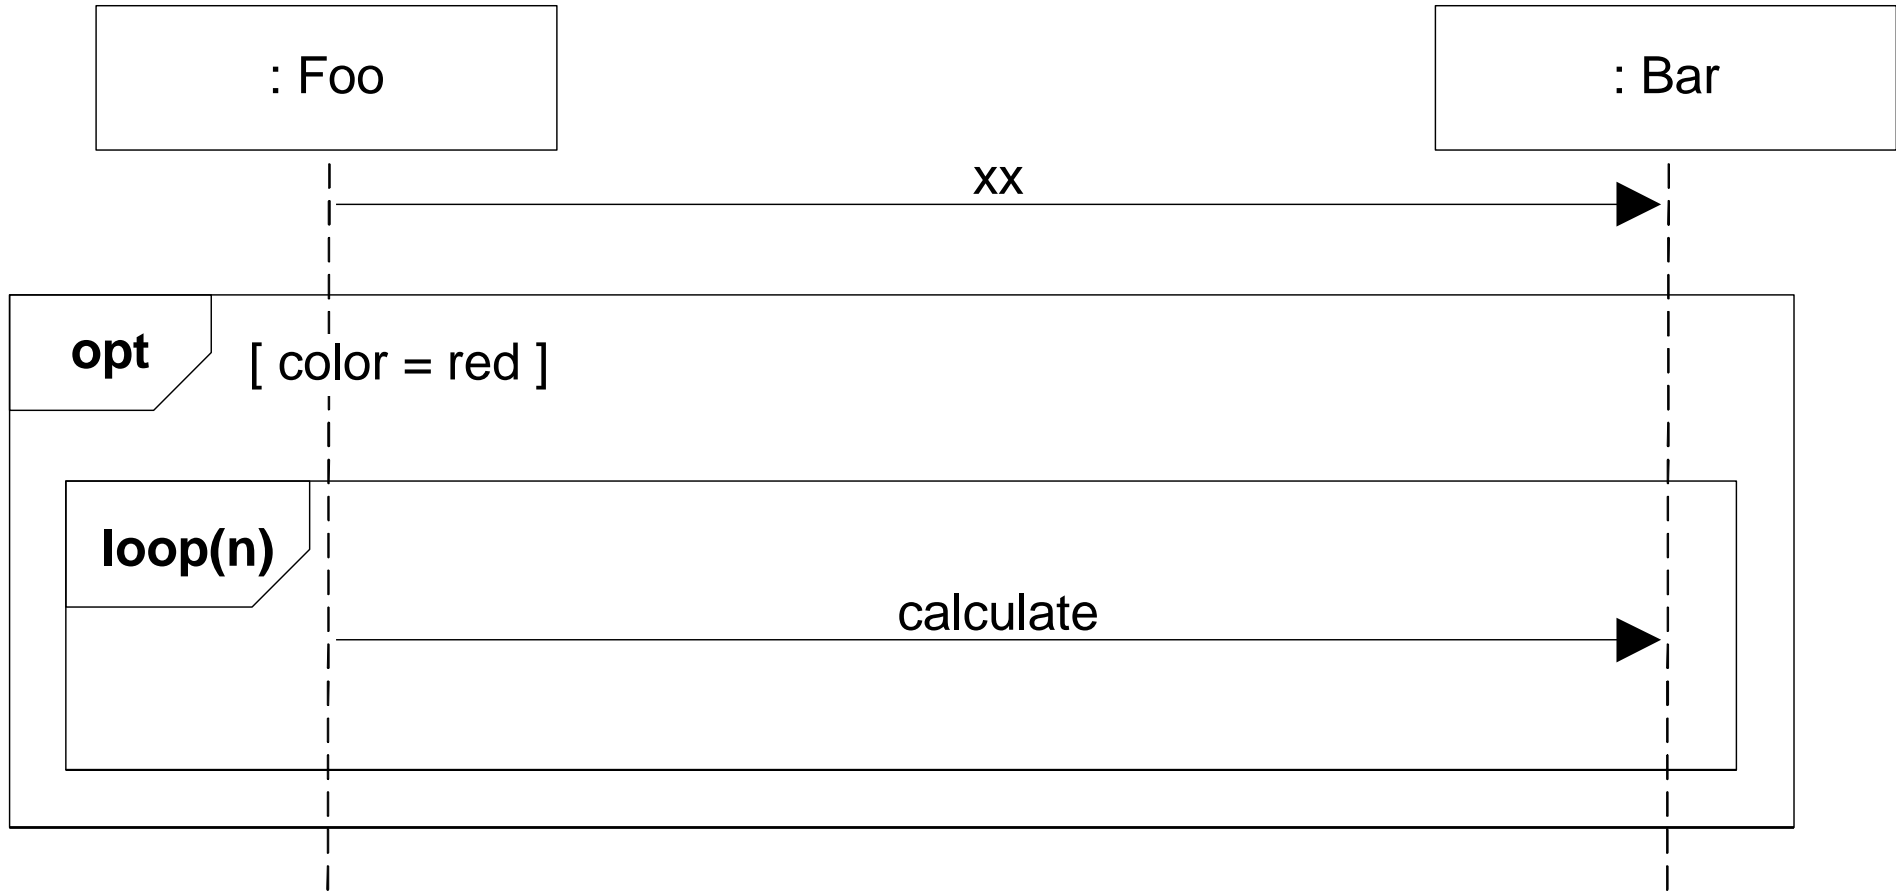 : Foo
: Bar
xx
opt
[ color = red ]
loop(n)
calculate